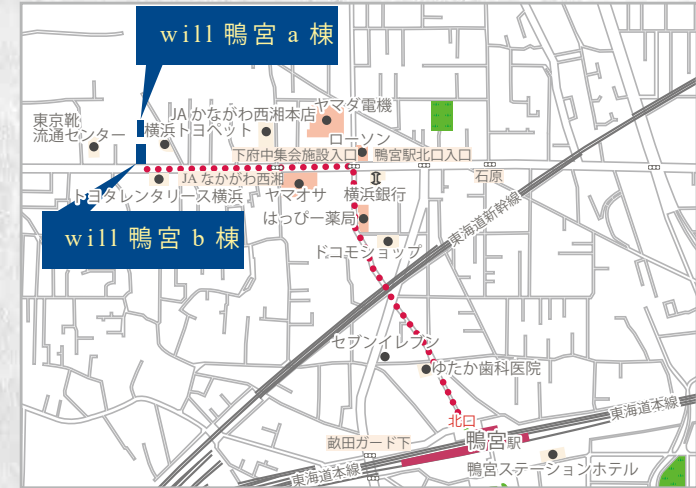 will 鴨宮 a 棟
東京靴
流通センター
JA かながわ西湘本店
横浜トヨペット
ヤマダ電機
ローソン
下府中集会施設入口
鴨宮駅北口入口
石原
JA なかがわ西湘
トヨタレンタリース横浜
ヤマオサ
横浜銀行
はっぴー薬局
will 鴨宮 b 棟
ドコモショップ
東海道新幹線
セブンイレブン
ゆたか歯科医院
東海道本線
北口
鴨宮駅
畝田ガード下
鴨宮ステーションホテル
東海道本線